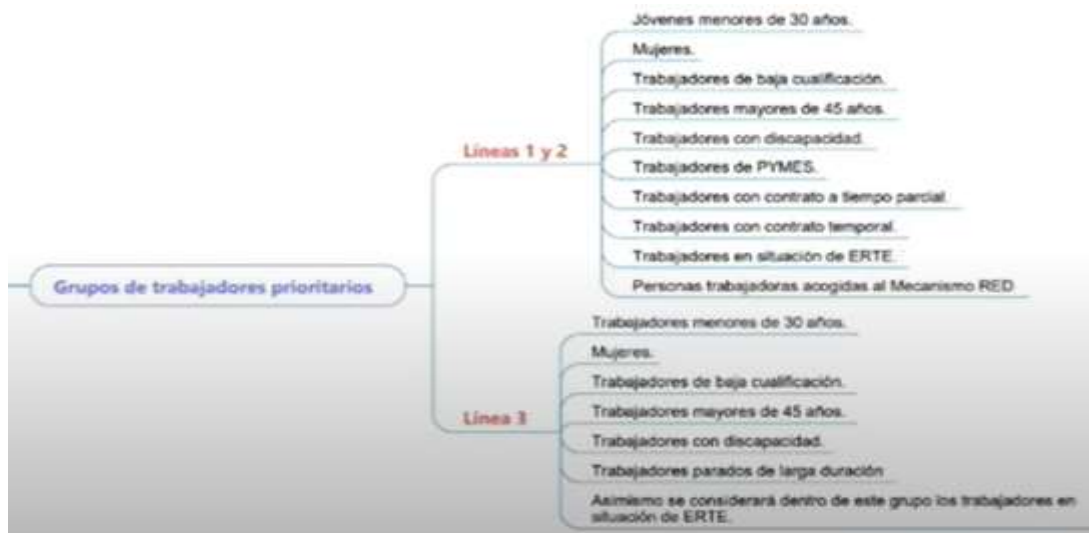 Grupos de trabajadores prioritarios
Líneas 1 y 2
Jóvenes menores de 30 años.
Mujeres.
Trabajadores de baja cualificación.
Trabajadores mayores de 45 años.
Trabajadores con discapacidad.
Trabajadores de PYMES.
Trabajadores con contrato a tiempo parcial.
Trabajadores con contrato temporal.
Trabajadores en situación de ERTE.
Personas trabajadoras acogidas al Mecanismo RED
Línea 3
Trabajadores menores de 30 años.
Mujeres.
Trabajadores de baja cualificación.
Trabajadores mayores de 45 años.
Trabajadores con discapacidad.
Trabajadores parados de larga duración
Asimismo se considerará dentro de este grupo los trabajadores en
situación de ERTE.